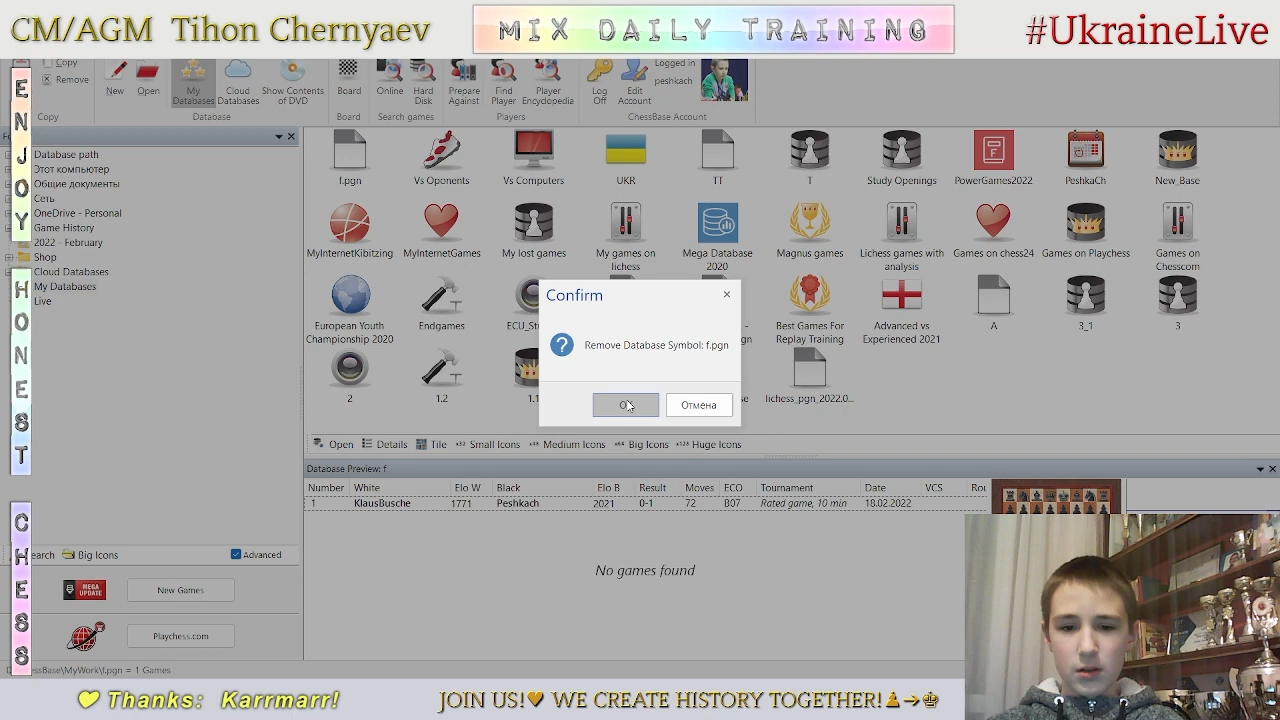 CM/AGM Tihon Chernyaev
MIX DAILY TRAINING
#UkraineLive
ENJOY HONEST CHESS
Copy
Remove
New
Open
My Databases
Cloud Databases
Show Contents of DVD
Board
Online
Hard Disk
Prepare Against
Find Player
Player Encyclopedia
Log Off
Edit Account
Logged in
peshkach
Copy
Database
Board
Search games
Players
ChessBase Account
Database path
Этот компьютер
Общие документы
Сеть
OneDrive - Personal
Game History
2022 - February
Shop
Cloud Databases
My Databases
Live
f.pgn
Vs Oponents
Vs Computers
UKR
TT
T
Study Openings
PowerGames2022
PeshkaCh
New_Base
MyInternetKibitzing
MyInternetGames
My lost games
My games on lichess
Mega Database 2020
Magnus games
Lichess games with analysis
Games on chess24
Games on Playchess
Games on Chesscom
European Youth Championship 2020
Endgames
Best Games For Replay Training
Advanced vs Experienced 2021
A
3_1
3
2
1.2
lichess_pgn_2022.0...
Confirm
Remove Database Symbol: f.pgn
Отмена
Open
Details
Tile
x32 Small Icons
x48 Medium Icons
x64 Big Icons
x128 Huge Icons
Database Preview: f
Number White Elo W Black Elo B Result Moves ECO Tournament Date VCS
1 KlausBusche 1771 Peshkach 2021 0-1 72 B07 Rated game, 10 min 18.02.2022
No games found
Big Icons
Advanced
MEGA UPDATE
New Games
Playchess.com
Base\MyWork\f.pgn = 1 Games
Thanks: Karrmarr!
JOIN US! WE CREATE HISTORY TOGETHER!